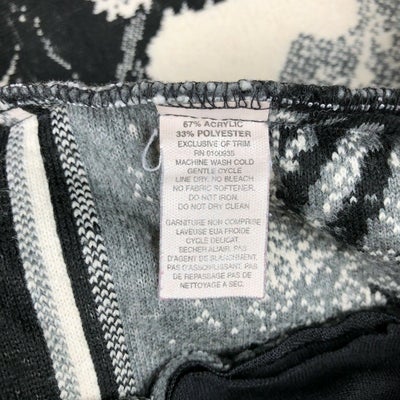 67% ACRYLIC
33% POLYESTER
EXCLUSIVE OF TRIM
RN 0100935
MACHINE WASH COLD
GENTLE CYCLE
LINE DRY, NO BLEACH
NO FABRIC SOFTENER,
DO NOT IRON,
DO NOT DRY CLEAN
GARNITURE NON COMPRISE
LAVEUSE EUA FROIDE
CYCLE DELICAT
SECHER ALAIR, PAS
D'AGENT DE BLANCHIMENT,
PAS D'ASSOPLISSANT, PAS
DE REPASSAGE PAS DE
NETTOYAGE A SEC.